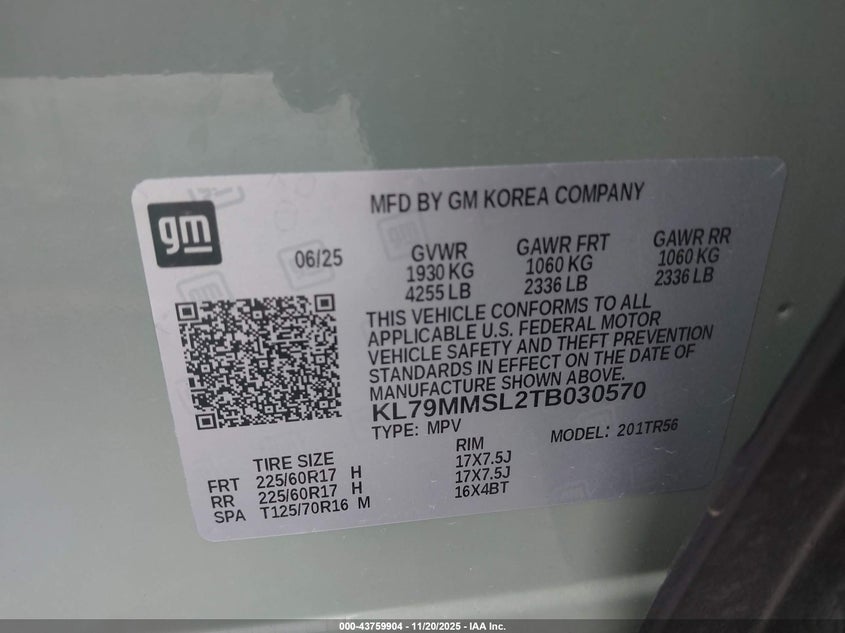 gm
MFD BY GM KOREA COMPANY
06/25
GVWR GAWR FRT GAWR RR
1930 KG 1060 KG 1060 KG
4255 LB 2336 LB 2336 LB
THIS VEHICLE CONFORMS TO ALL
APPLICABLE U.S. FEDERAL MOTOR
VEHICLE SAFETY AND THEFT PREVENTION
STANDARDS IN EFFECT ON THE DATE OF
MANUFACTURE SHOWN ABOVE.
KL79MMSL2TB030570
TYPE: MPV MODEL: 201TR56
TIRE SIZE RIM
FRT 225/60R17 H 17X7.5J
RR 225/60R17 H 17X7.5J
SPA T125/70R16 M 16X4BT
000-43759904 - 11/20/2025 - IAA Inc.